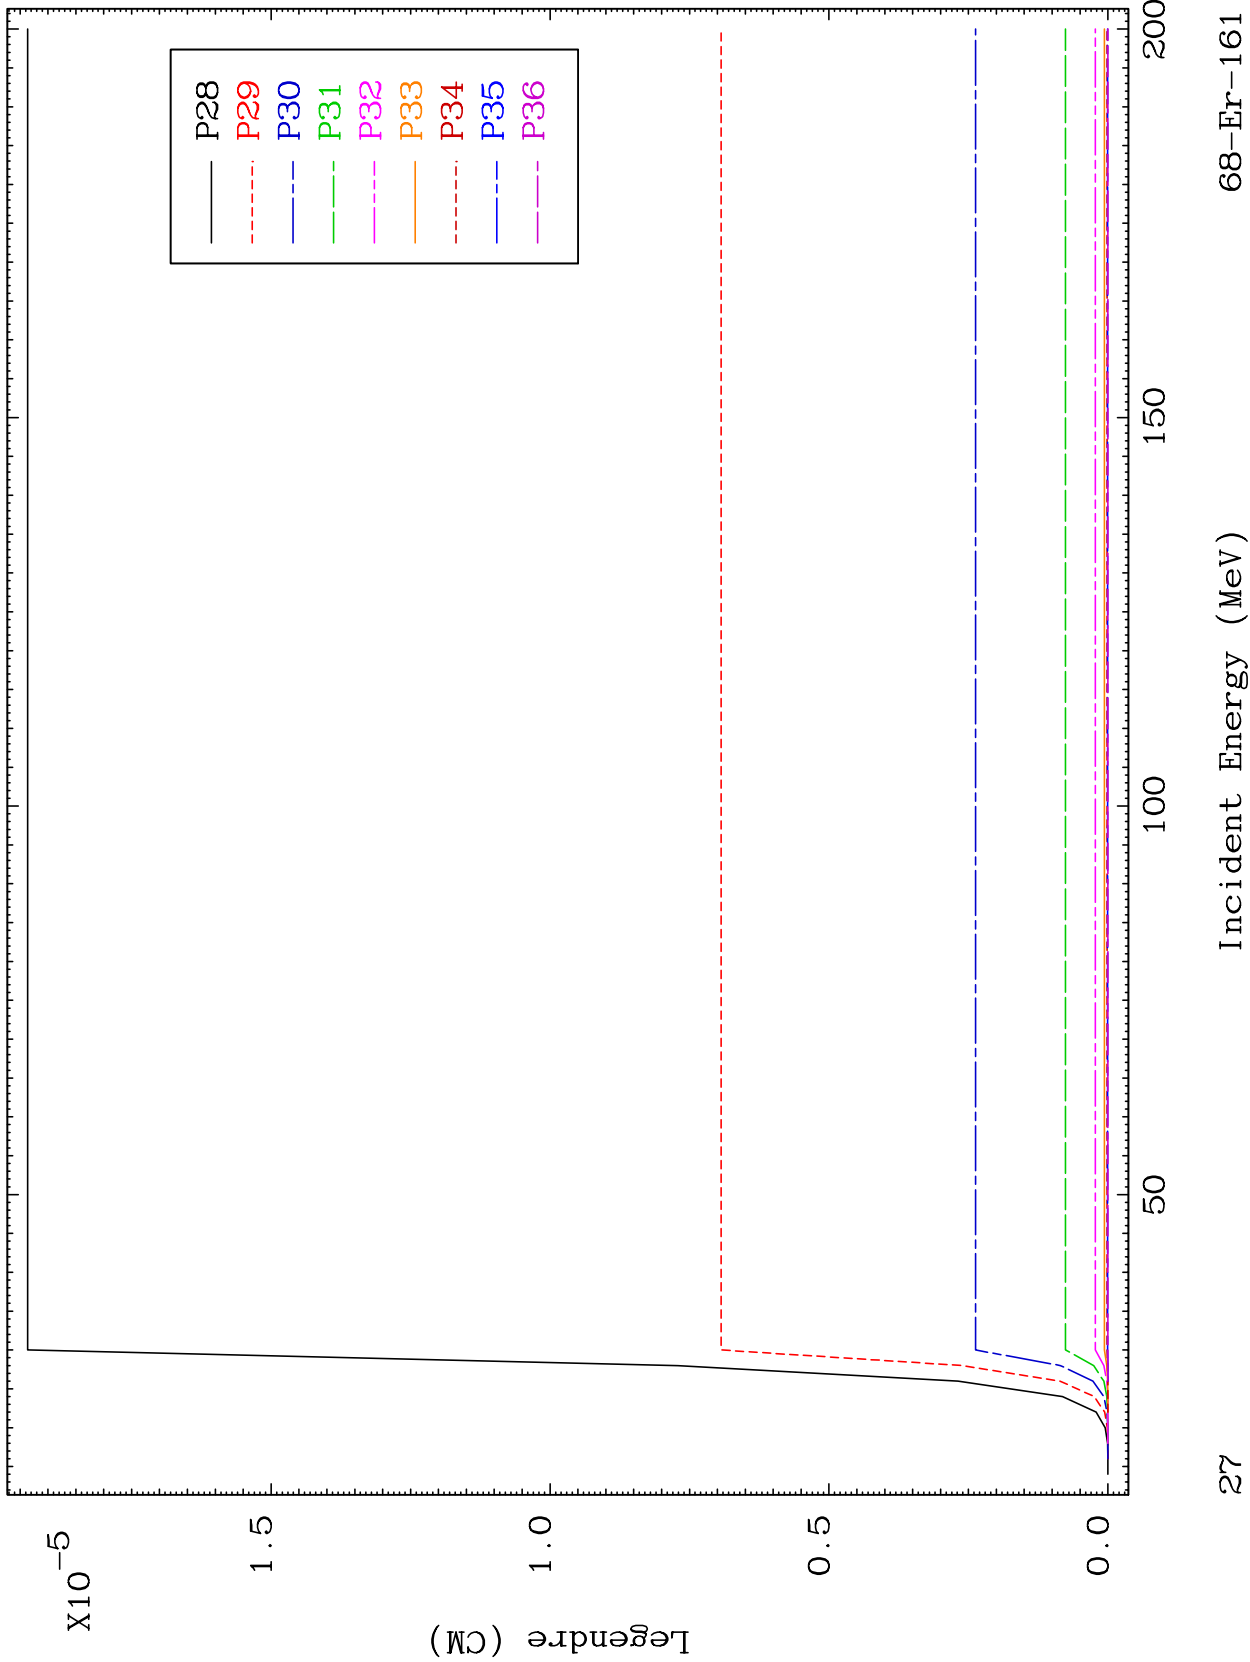 X10-5
1.5
1.0
0.5
0.0
Legendre (CM)
P28
P29
P30
P31
P32
P33
P34
P35
P36
50
100
150
200
Incident Energy (MeV)
27
68-Er-161